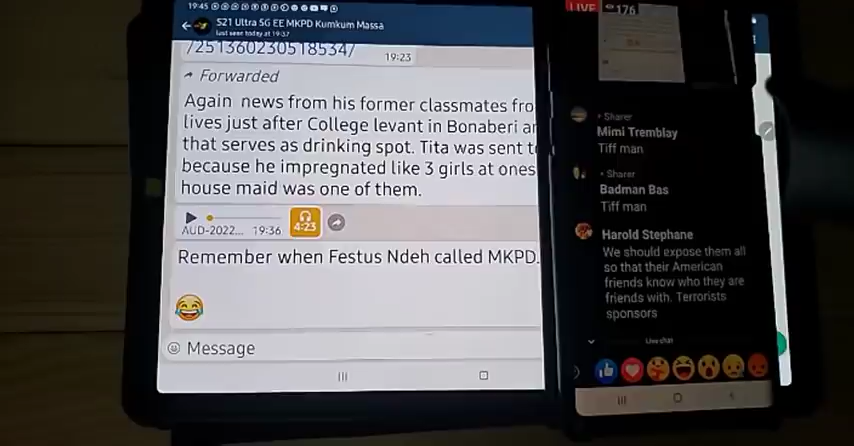 19:45
S21 Ultra 5G EE MKPD Kumkum Massa
last seen today at 19:37
/251360230518534/
19:23
Forwarded
Again news from his former classmates fro
lives just after College levant in Bonaberi ar
that serves as drinking spot. Tita was sent t
because he impregnated like 3 girls at ones
house maid was one of them.
4:23
AUD-2022... 19:36
Remember when Festus Ndeh called MKPD.
Message
LIVE 176
Sharer
Mimi Tremblay
Tiff man
Sharer
Badman Bas
Tiff man
Harold Stephane
We should expose them all
so that their American
friends know who they are
friends with. Terrorists
sponsors
Live chat